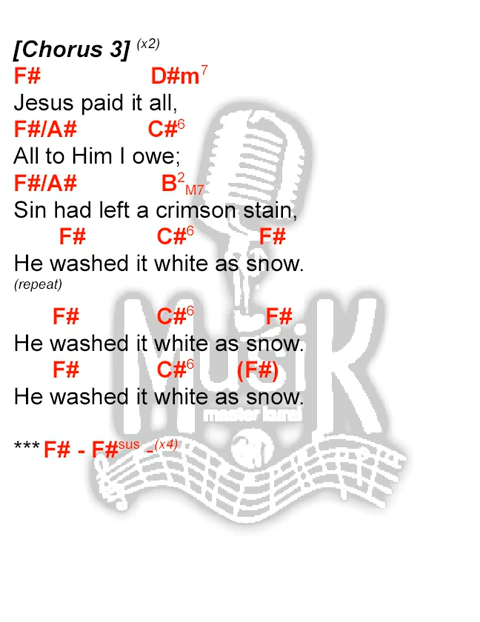 [Chorus 3] (x2)
F# D#m7
Jesus paid it all,
F#/A# C#6
All to Him I owe;
F#/A# B2M7
Sin had left a crimson stain,
F# C#6 F#
He washed it white as snow.
(repeat)
F# C#6 F#
He washed it white as snow.
F# C#6 (F#)
He washed it white as snow.
MusiK
master laurel
*** F# - F#sus -(x4)